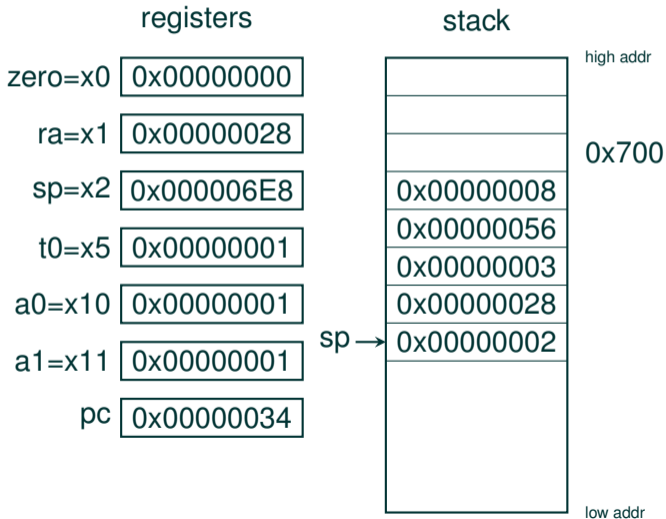 registers
zero=x0 0x00000000
ra=x1 0x00000028
sp=x2 0x000006E8
t0=x5 0x00000001
a0=x10 0x00000001
a1=x11 0x00000001
pc 0x00000034
stack
high addr
0x700
0x00000008
0x00000056
0x00000003
0x00000028
sp 0x00000002
low addr